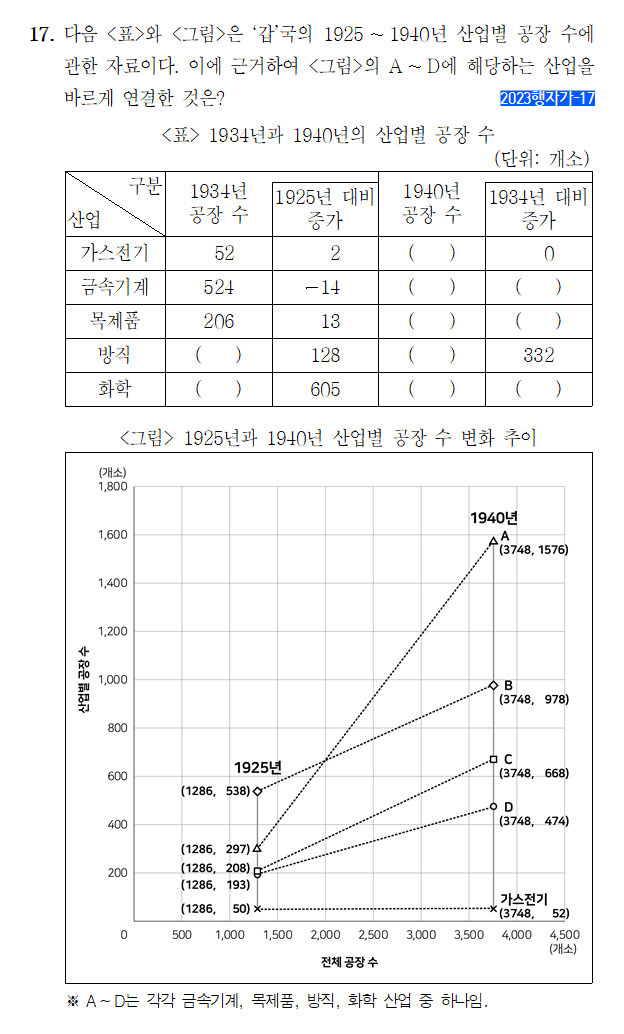 17. 다음 <표>와 <그림>은 ‘갑’국의 1925 ~ 1940년 산업별 공장 수에
관한 자료이다. 이에 근거하여 <그림>의 A ~ D에 해당하는 산업을
바르게 연결한 것은?
2023행자가-17
<표> 1934년과 1940년의 산업별 공장 수
(단위: 개소)
구분
산업
1934년 공장 수
1925년 대비 증가
1940년 공장 수
1934년 대비 증가
가스전기 52 2 ( ) 0
금속기계 524 -14 ( ) ( )
목제품 206 13 ( ) ( )
방직 ( ) 128 ( ) 332
화학 ( ) 605 ( ) ( )
<그림> 1925년과 1940년 산업별 공장 수 변화 추이
(개소)
1,800
1,600
1,400
1,200
1,000
800
600
400
200
산업별 공장 수
1940년
A
(3748, 1576)
B
(3748, 978)
C
(3748, 668)
D
(3748, 474)
가스전기
(3748, 52)
1925년
(1286, 538)
(1286, 297)
(1286, 208)
(1286, 193)
(1286, 50)
0 500 1,000 1,500 2,000 2,500 3,000 3,500 4,000 4,500
(개소)
전체 공장 수
※ A ~ D는 각각 금속기계, 목제품, 방직, 화학 산업 중 하나임.